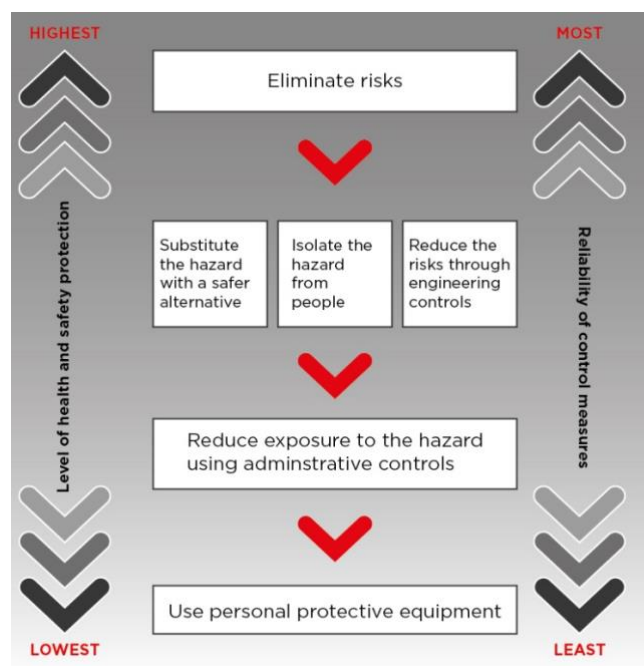 HIGHEST
MOST
Eliminate risks
Level of health and safety protection
Substitute
the hazard
with a safer
alternative
Isolate the
hazard
from
people
Reduce the
risks through
engineering
controls
Reliability of control measures
Reduce exposure to the hazard
using adminstrative controls
Use personal protective equipment
LOWEST
LEAST